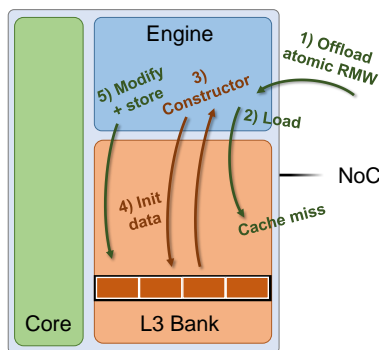 Engine
1) Offload
atomic RMW
5) Modify
+ store
3)
Constructor
2) Load
NoC
4) Init
data
Cache miss
Core
L3 Bank